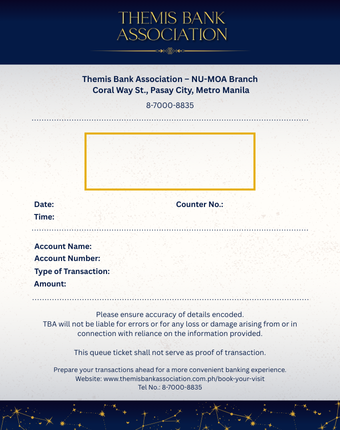 THEMIS BANK
ASSOCIATION
Themis Bank Association – NU-MOA Branch
Coral Way St., Pasay City, Metro Manila
8-7000-8835
Date:
Counter No.:
Time:
Account Name:
Account Number:
Type of Transaction:
Amount:
Please ensure accuracy of details encoded.
TBA will not be liable for errors or for any loss or damage arising from or in
connection with reliance on the information provided.
This queue ticket shall not serve as proof of transaction.
Prepare your transactions ahead for a more convenient banking experience.
Website: www.themisbankassociation.com.ph/book-your-visit
Tel No.: 8-7000-8835